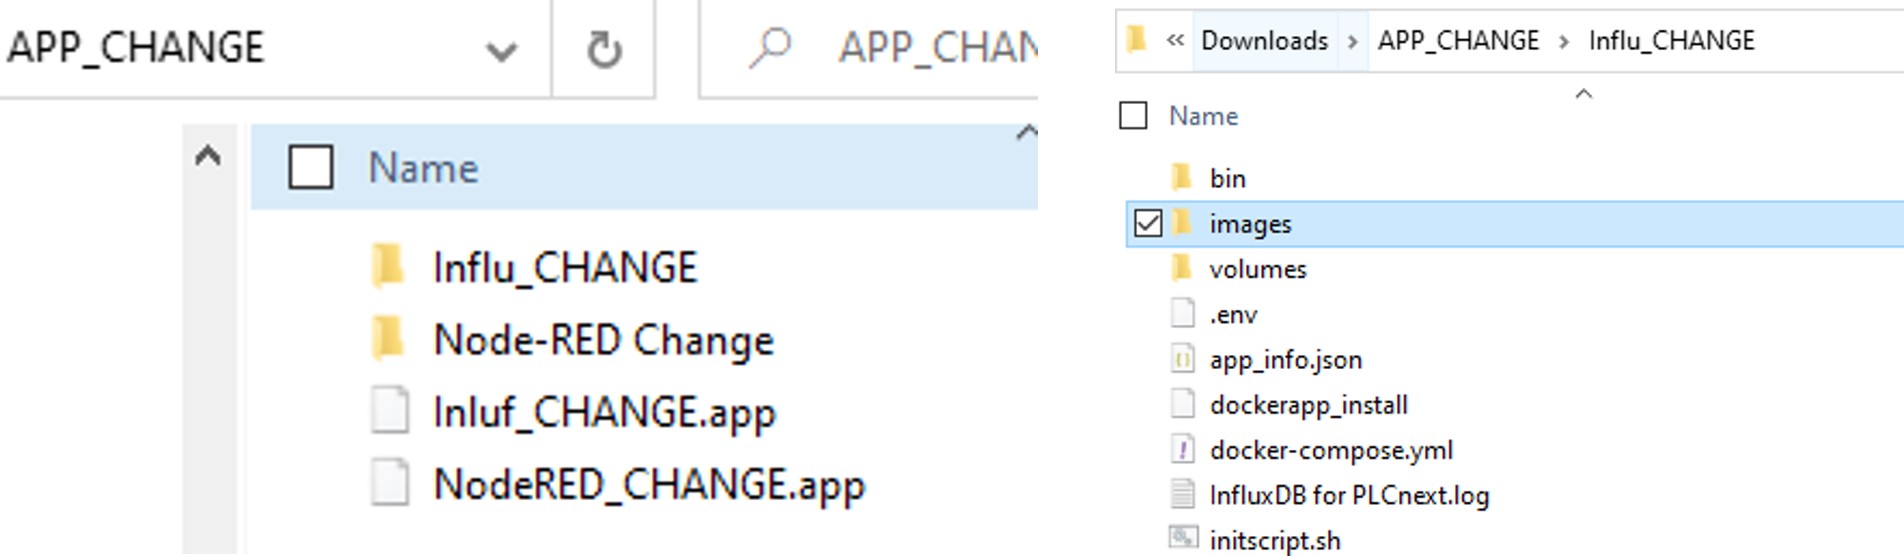 APP_CHANGE
APP_CHAN
Name
Influ_CHANGE
Node-RED Change
Inluf_CHANGE.app
NodeRED_CHANGE.app
« Downloads > APP_CHANGE > Influ_CHANGE
Name
bin
images
volumes
.env
app_info.json
dockerapp_install
docker-compose.yml
InfluxDB for PLCnext.log
initscript.sh